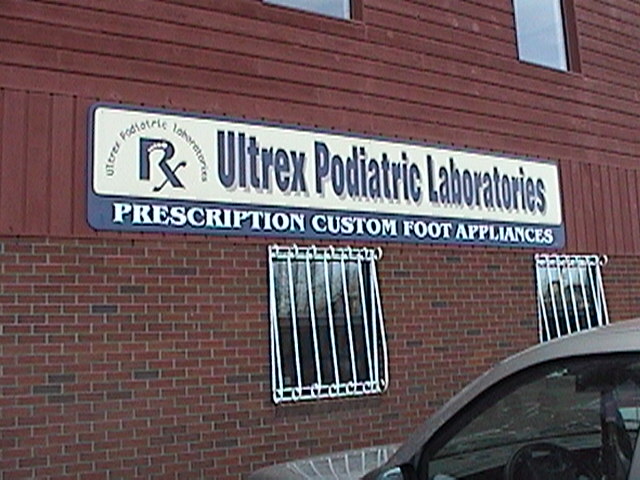 Ultrex Podiatric Laboratories
Rx
Ultrex Podiatric Laboratories
PRESCRIPTION CUSTOM FOOT APPLIANCES